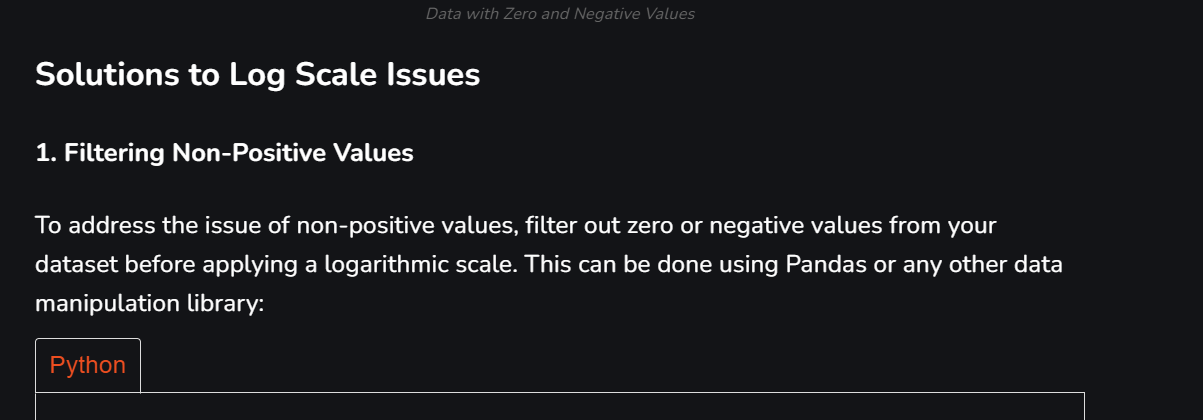 Data with Zero and Negative Values
Solutions to Log Scale Issues
1. Filtering Non-Positive Values
To address the issue of non-positive values, filter out zero or negative values from your
dataset before applying a logarithmic scale. This can be done using Pandas or any other data
manipulation library:
Python